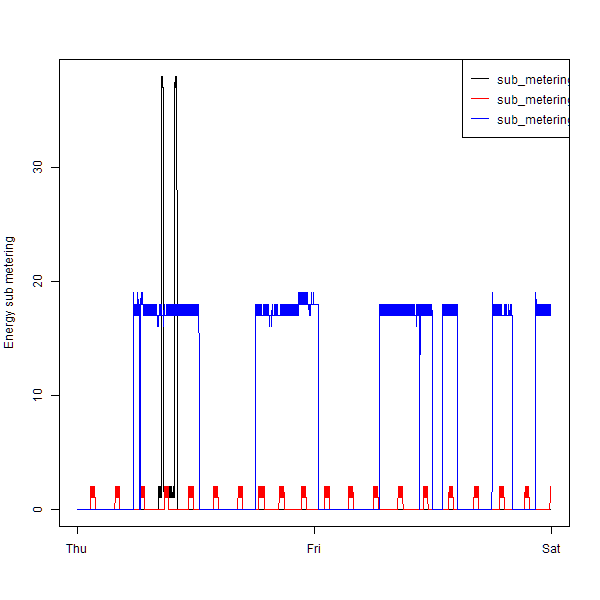 sub_metering
sub_metering
sub_metering
30
20
10
0
Energy sub metering
Thu Fri Sat